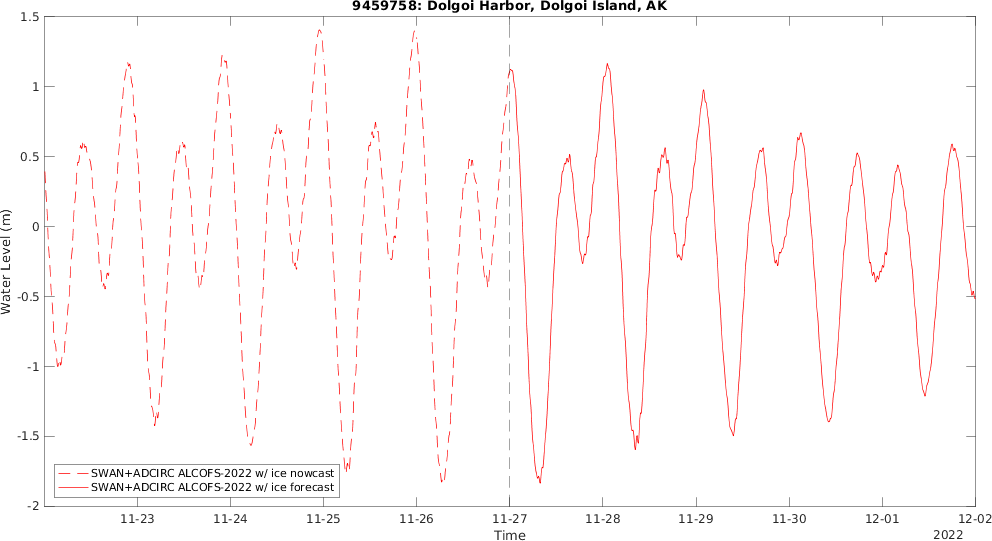 9459758: Dolgoi Harbor, Dolgoi Island, AK
1.5
1
0.5
0
-0.5
-1
-1.5
-2
Water Level (m)
SWAN+ADCIRC ALCOFS-2022 w/ ice nowcast
SWAN+ADCIRC ALCOFS-2022 w/ ice forecast
11-23 11-24 11-25 11-26 11-27 11-28 11-29 11-30 12-01 12-02
Time
2022